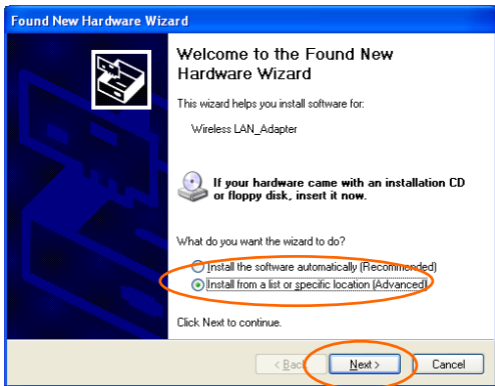 Found New Hardware Wizard
Welcome to the Found New
Hardware Wizard
This wizard helps you install software for:
Wireless LAN_Adapter
If your hardware came with an installation CD
or floppy disk, insert it now.
What do you want the wizard to do?
Install the software automatically (Recommended)
Install from a list or specific location (Advanced)
Click Next to continue.
< Back Next > Cancel